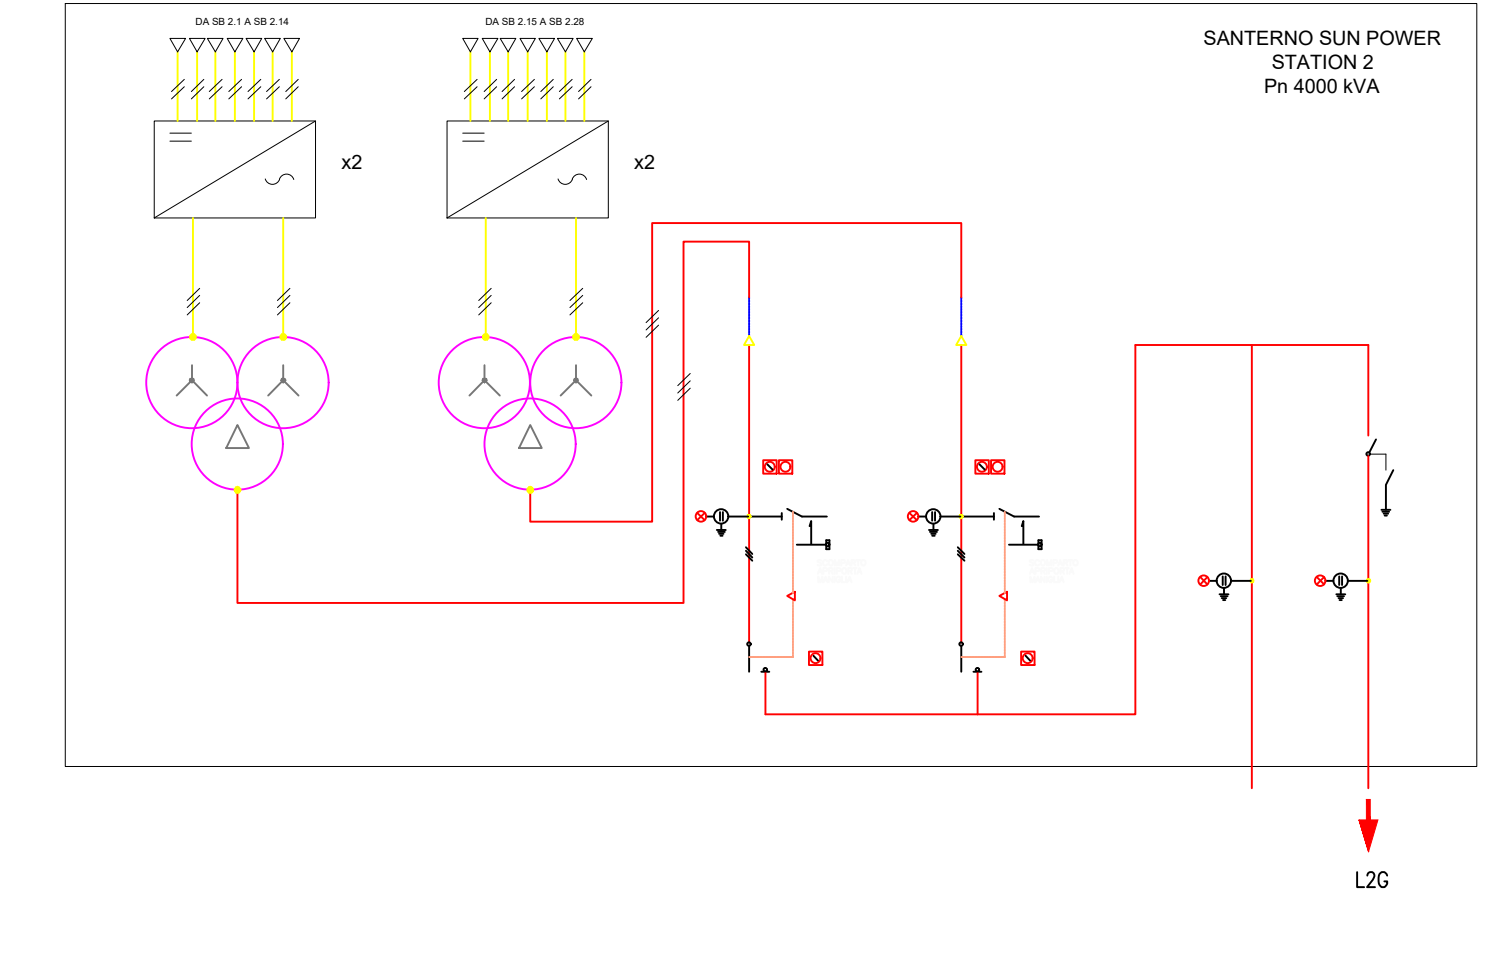 DA SB 2.1 A SB 2.14
DA SB 2.15 A SB 2.28
SANTERNO SUN POWER
STATION 2
Pn 4000 kVA
x2
x2
L2G